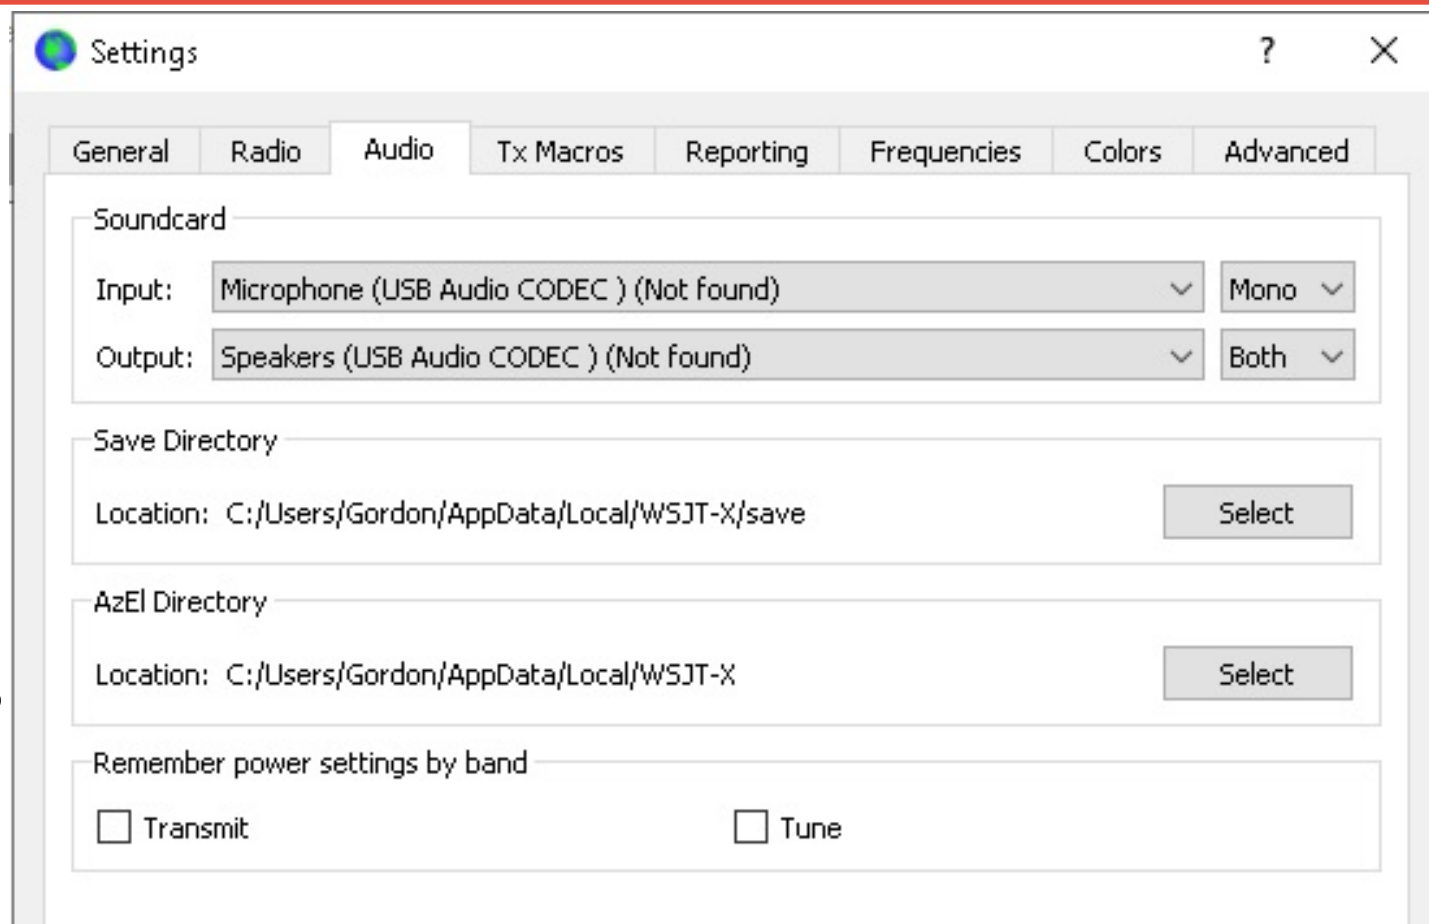 Settings ?
General Radio Audio Tx Macros Reporting Frequencies Colors Advanced
Soundcard
Input: Microphone (USB Audio CODEC ) (Not found) Mono
Output: Speakers (USB Audio CODEC ) (Not found) Both
Save Directory
Location: C:/Users/Gordon/AppData/Local/WSJT-X/save Select
AzEl Directory
Location: C:/Users/Gordon/AppData/Local/WSJT-X Select
Remember power settings by band
Transmit Tune